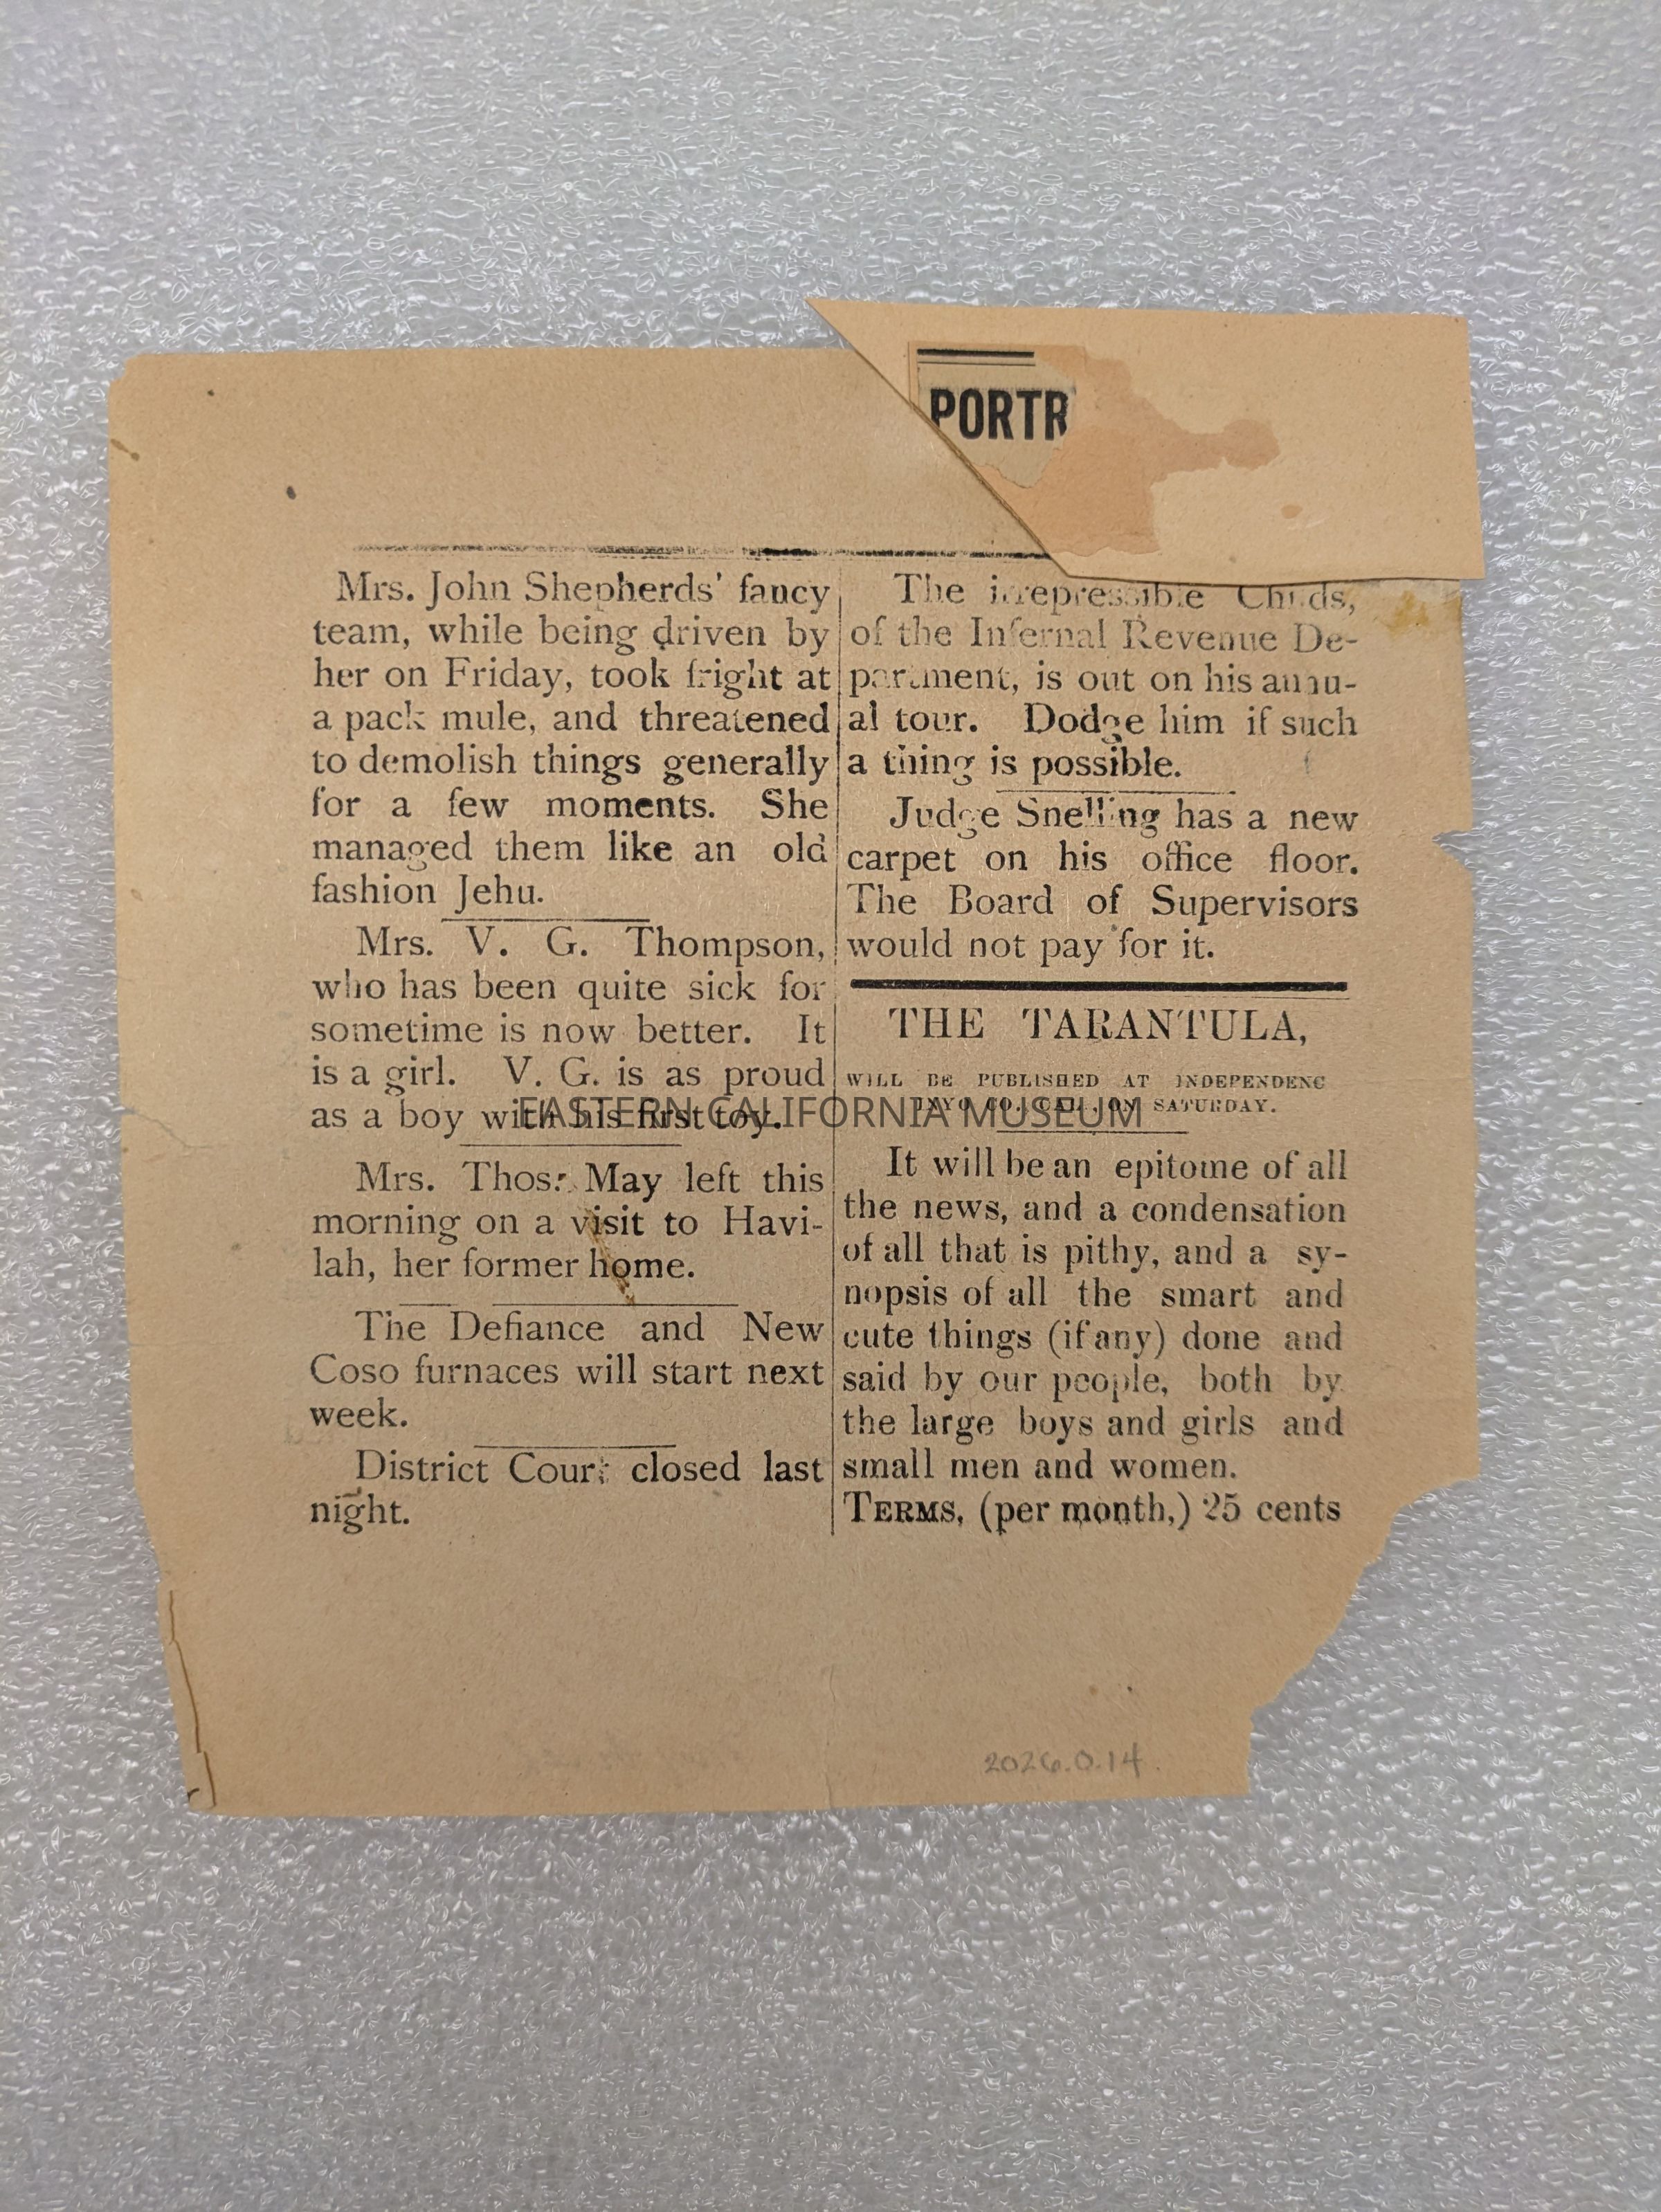 PORTR
Mrs. John Shepherds' fancy
team, while being driven by
her on Friday, took fright at
a pack mule, and threatened
to demolish things generally
for a few moments. She
managed them like an old
fashion Jehu.
Mrs. V. G. Thompson,
who has been quite sick for
sometime is now better. It
is a girl. V. G. is as proud
as a boy with his first toy.
Mrs. Thos. May left this
morning on a visit to Havi-
lah, her former home.
The Defiance and New
Coso furnaces will start next
week.
District Court closed last
night.
The irrepressible Childs,
of the Infernal Revenue De-
partment, is out on his annu-
al tour. Dodge him if such
a thing is possible.
Judge Snelling has a new
carpet on his office floor.
The Board of Supervisors
would not pay for it.
THE TARANTULA,
WILL BE PUBLISHED AT INDEPENDENC
INYO CO., CAL., ON SATURDAY.
It will be an epitome of all
the news, and a condensation
of all that is pithy, and a sy-
nopsis of all the smart and
cute things (if any) done and
said by our people, both by
the large boys and girls and
small men and women.
TERMS, (per month,) 25 cents
EASTERN CALIFORNIA MUSEUM
2026.0.14